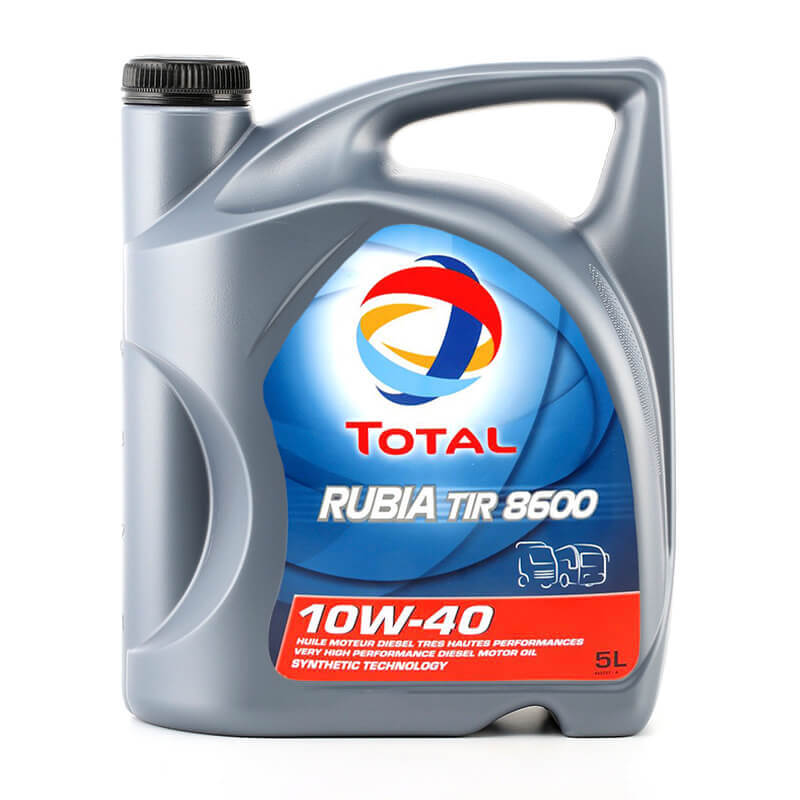 TOTAL
RUBIA TIR 8600
10W-40
HUILE MOTEUR DIESEL TRES HAUTES PERFORMANCES
VERY HIGH PERFORMANCE DIESEL MOTOR OIL
SYNTHETIC TECHNOLOGY
5L